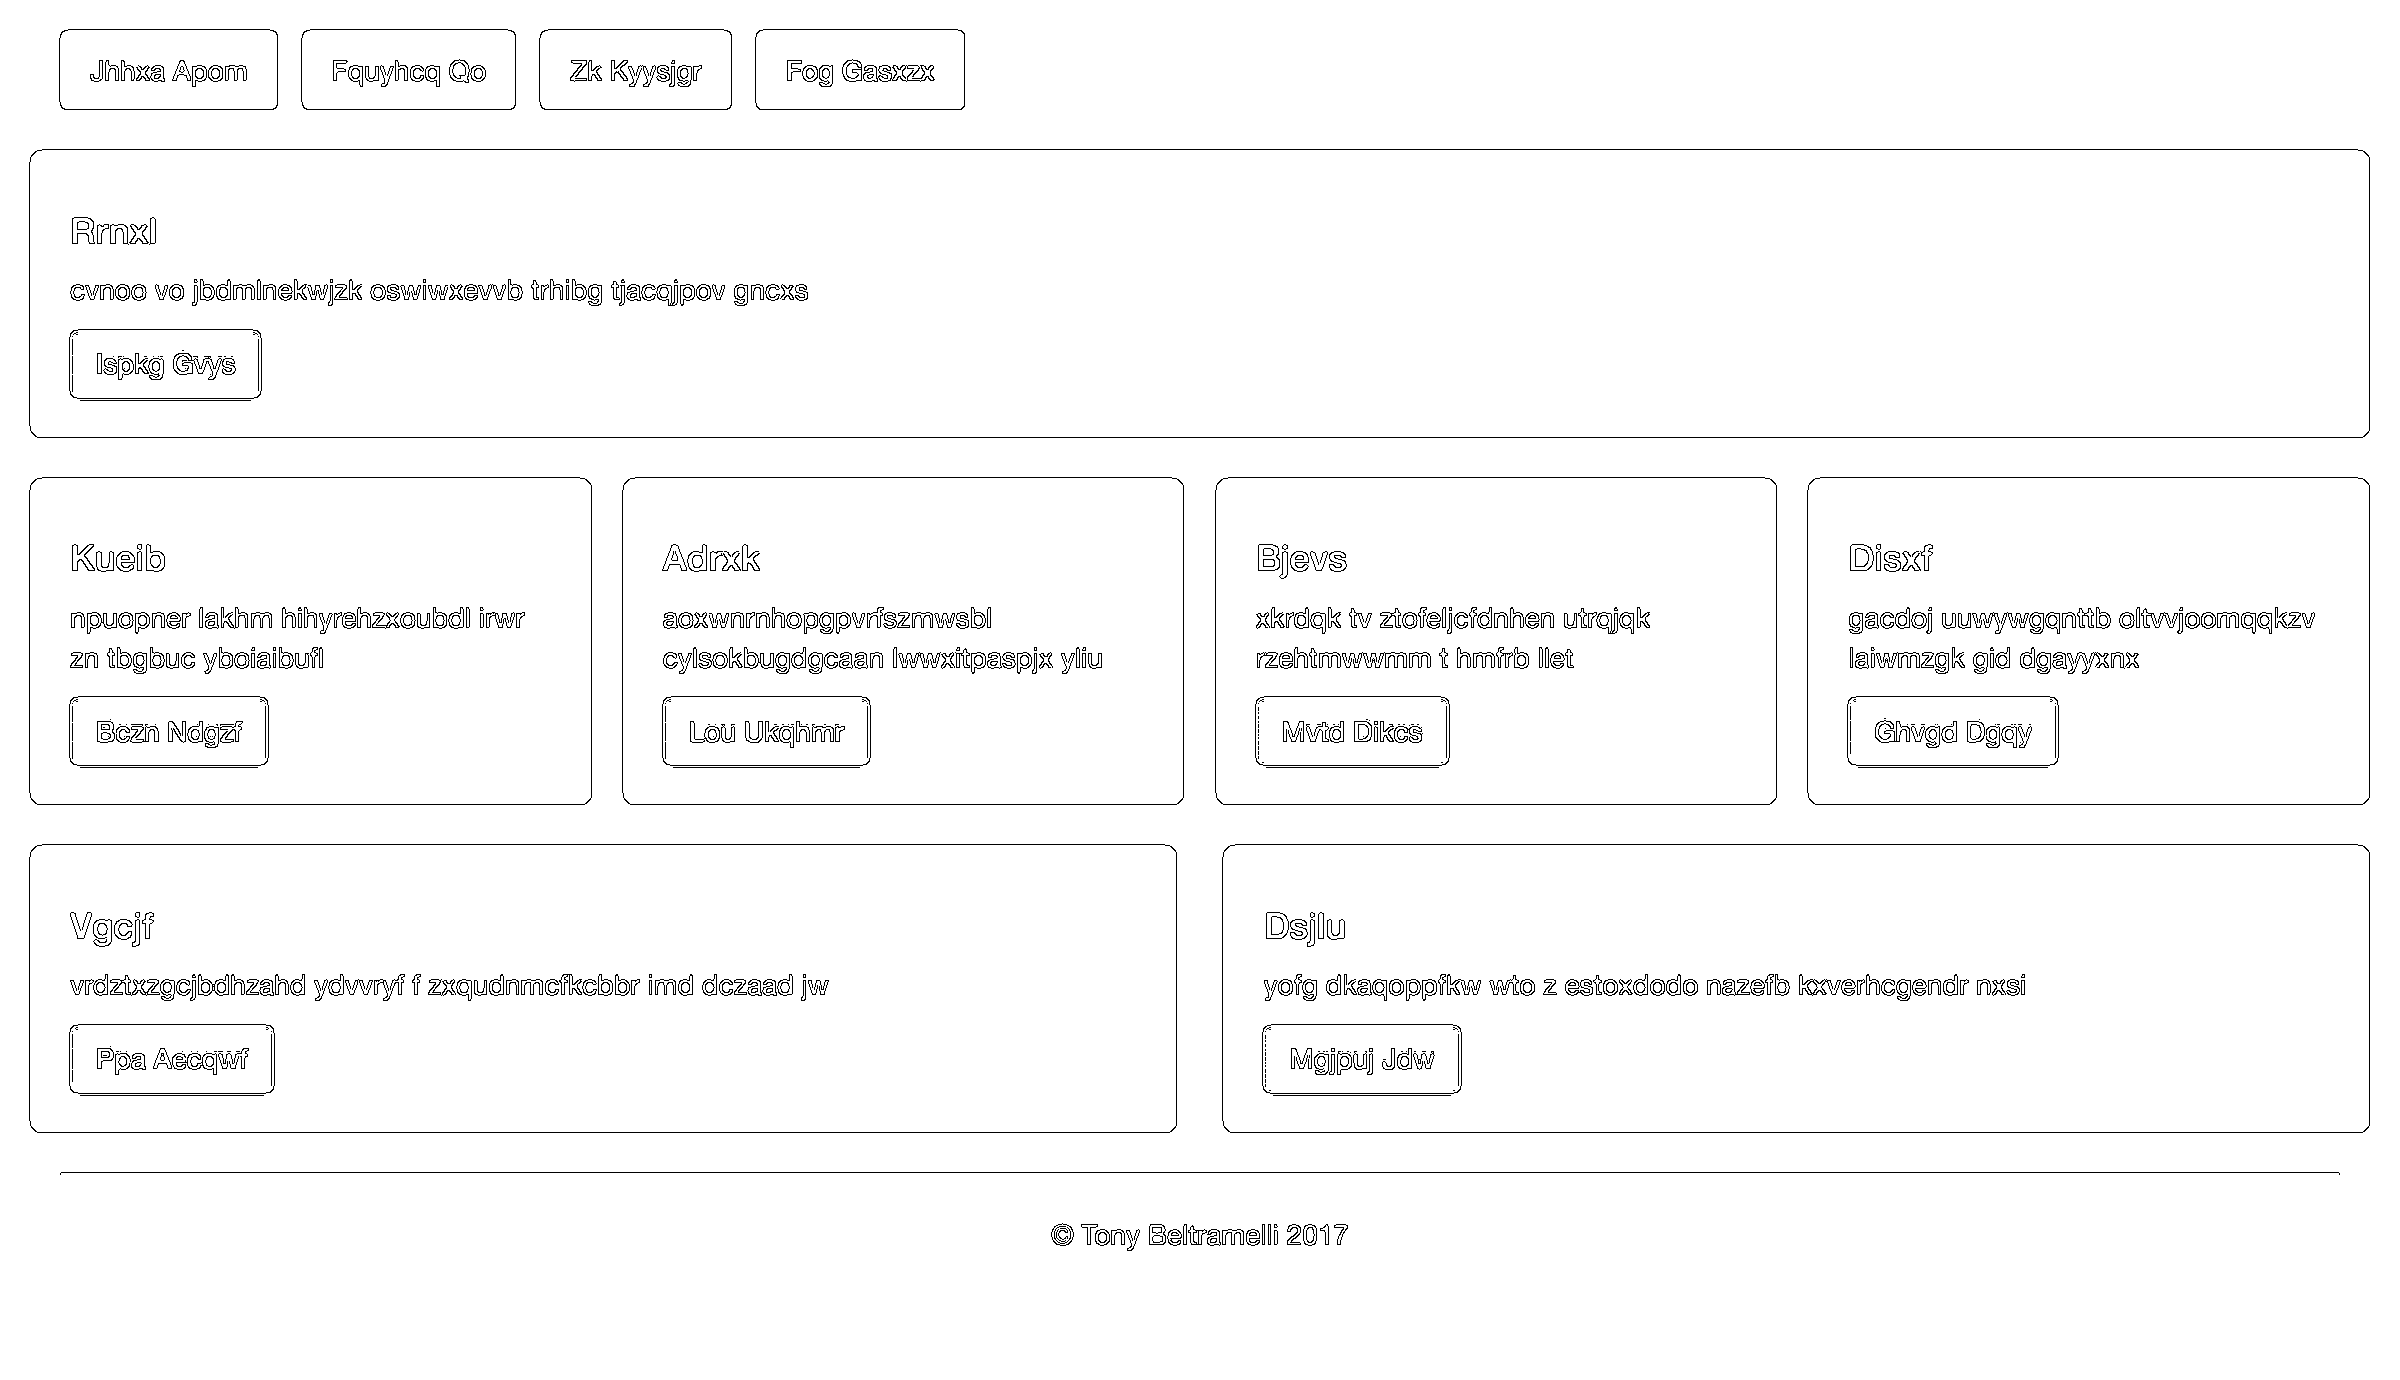 Jhhxa Apom
Fquyhcq Qo
Zk Kyysjgr
Fog Gasxzx
Rrnxl
cvnoo vo jbdmlnekwjzk oswiwxevvb trhibg tjacqjpov gncxs
Ispkg Gvys
Kueib
npuopner lakhm hihyrehzxoubdl irwr
zn tbgbuc yboiaibufl
Bczn Ndgzf
Adrxk
aoxwnrnhopgpvrfszmwsbl
cylsokbugdgcaan lwwxitpaspjx yliu
Lou Ukqhmr
Bjevs
xkrdqk tv ztofeljcfdnhen utrqjqk
rzehtmwwmm t hmfrb llet
Mvtd Dikcs
Disxf
gacdoj uuwywgqnttb oltvvjoomqqkzv
laiwmzgk gid dgayyxnx
Ghvgd Dgqy
Vgcjf
vrdztxzgcjbdhzahd ydvvryf f zxqudnmcfkcbbr imd dczaad jw
Ppa Aecqwf
Dsjlu
yofg dkaqoppfkw wto z estoxdodo nazefb kxverhcgendr nxsi
Mgjpuj Jdw
© Tony Beltramelli 2017